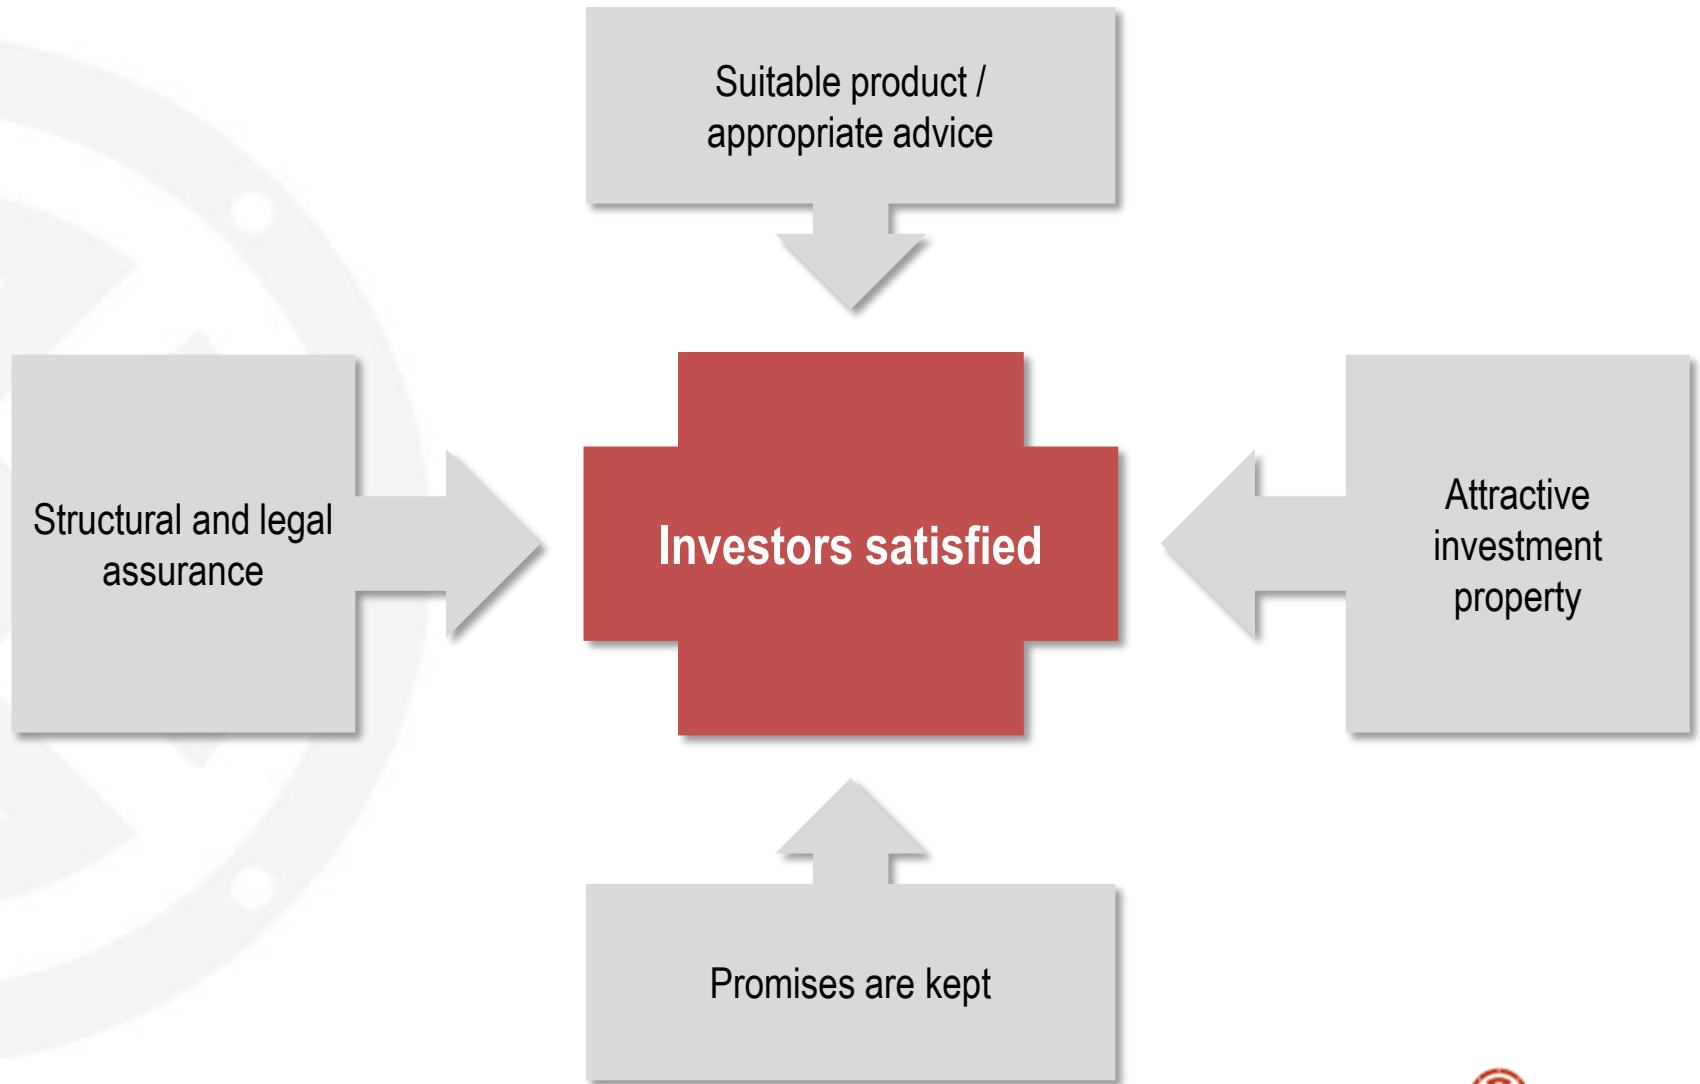 Suitable product /
appropriate advice
Structural and legal
assurance
Investors satisfied
Attractive
investment
property
Promises are kept